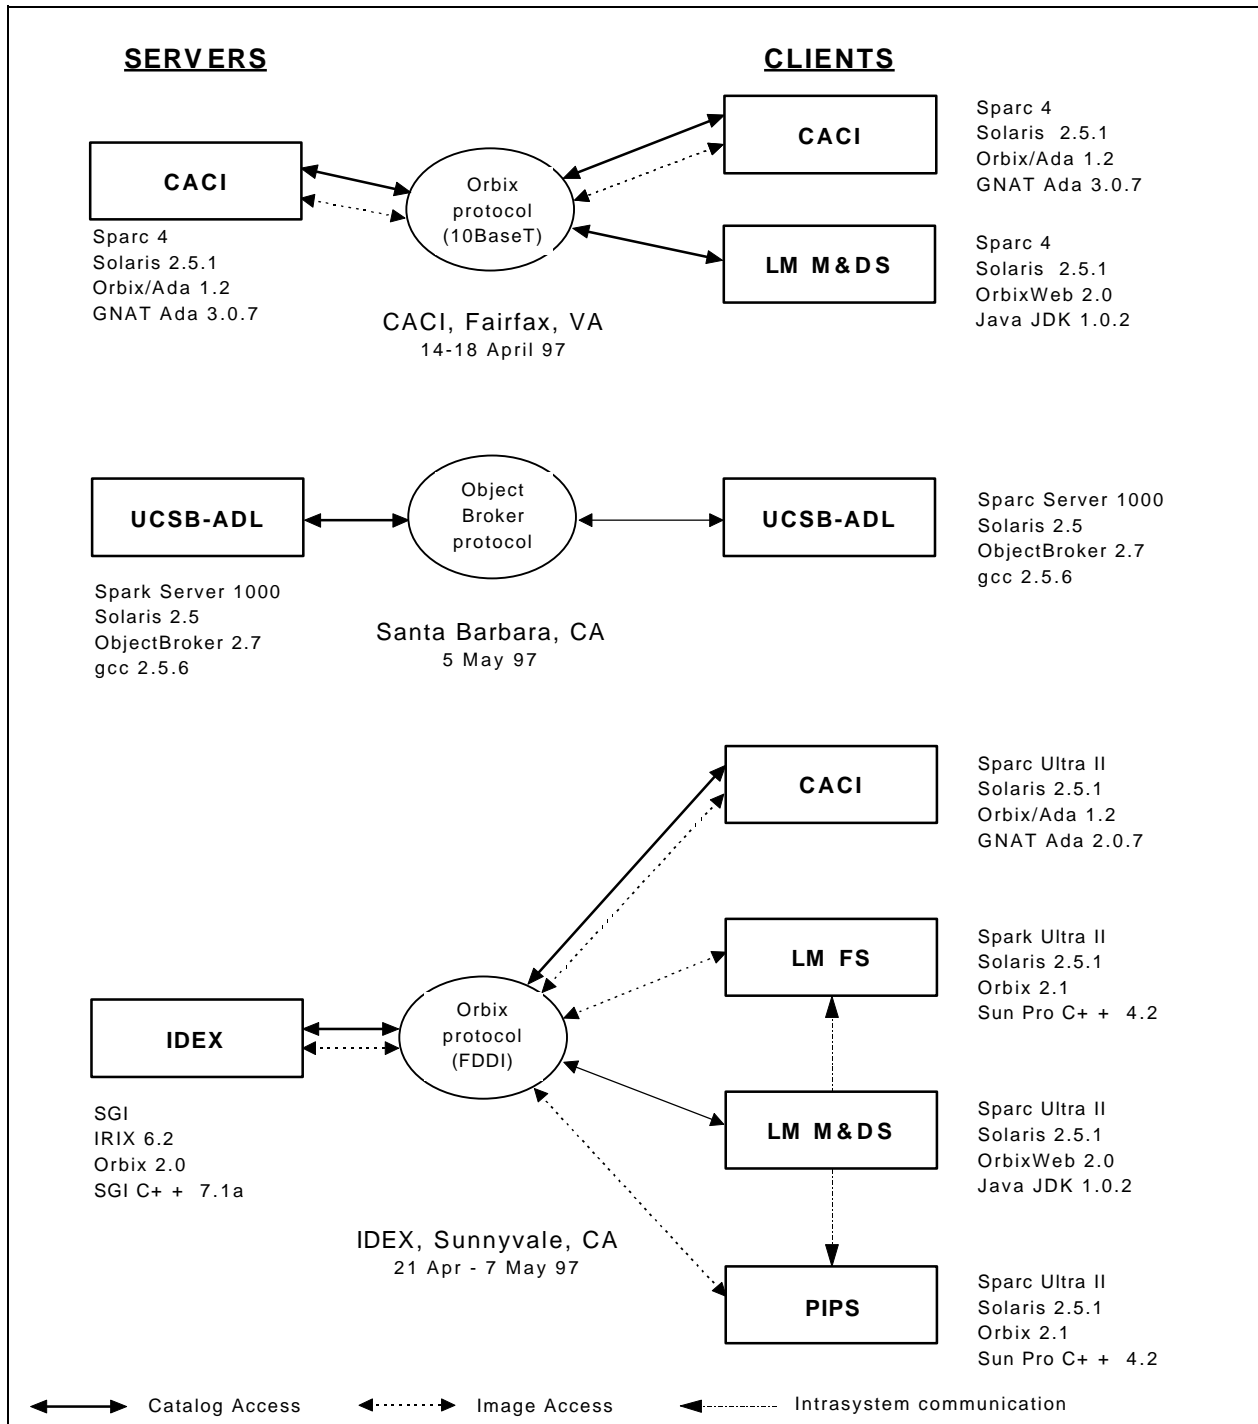 SERVERS
CLIENTS
CACI
Sparc 4
Solaris 2.5.1
Orbix/Ada 1.2
GNAT Ada 3.0.7
Orbix
protocol
(10BaseT)
CACI, Fairfax, VA
14-18 April 97
CACI
Sparc 4
Solaris 2.5.1
Orbix/Ada 1.2
GNAT Ada 3.0.7
LM M&DS
Sparc 4
Solaris 2.5.1
OrbixWeb 2.0
Java JDK 1.0.2
UCSB-ADL
Spark Server 1000
Solaris 2.5
ObjectBroker 2.7
gcc 2.5.6
Object
Broker
protocol
Santa Barbara, CA
5 May 97
UCSB-ADL
Sparc Server 1000
Solaris 2.5
ObjectBroker 2.7
gcc 2.5.6
IDEX
SGI
IRIX 6.2
Orbix 2.0
SGI C++ 7.1a
Orbix
protocol
(FDDI)
IDEX, Sunnyvale, CA
21 Apr - 7 May 97
CACI
Sparc Ultra II
Solaris 2.5.1
Orbix/Ada 1.2
GNAT Ada 2.0.7
LM FS
Spark Ultra II
Solaris 2.5.1
Orbix 2.1
Sun Pro C++ 4.2
LM M&DS
Sparc Ultra II
Solaris 2.5.1
OrbixWeb 2.0
Java JDK 1.0.2
PIPS
Sparc Ultra II
Solaris 2.5.1
Orbix 2.1
Sun Pro C++ 4.2
Catalog Access
Image Access
Intrasystem communication